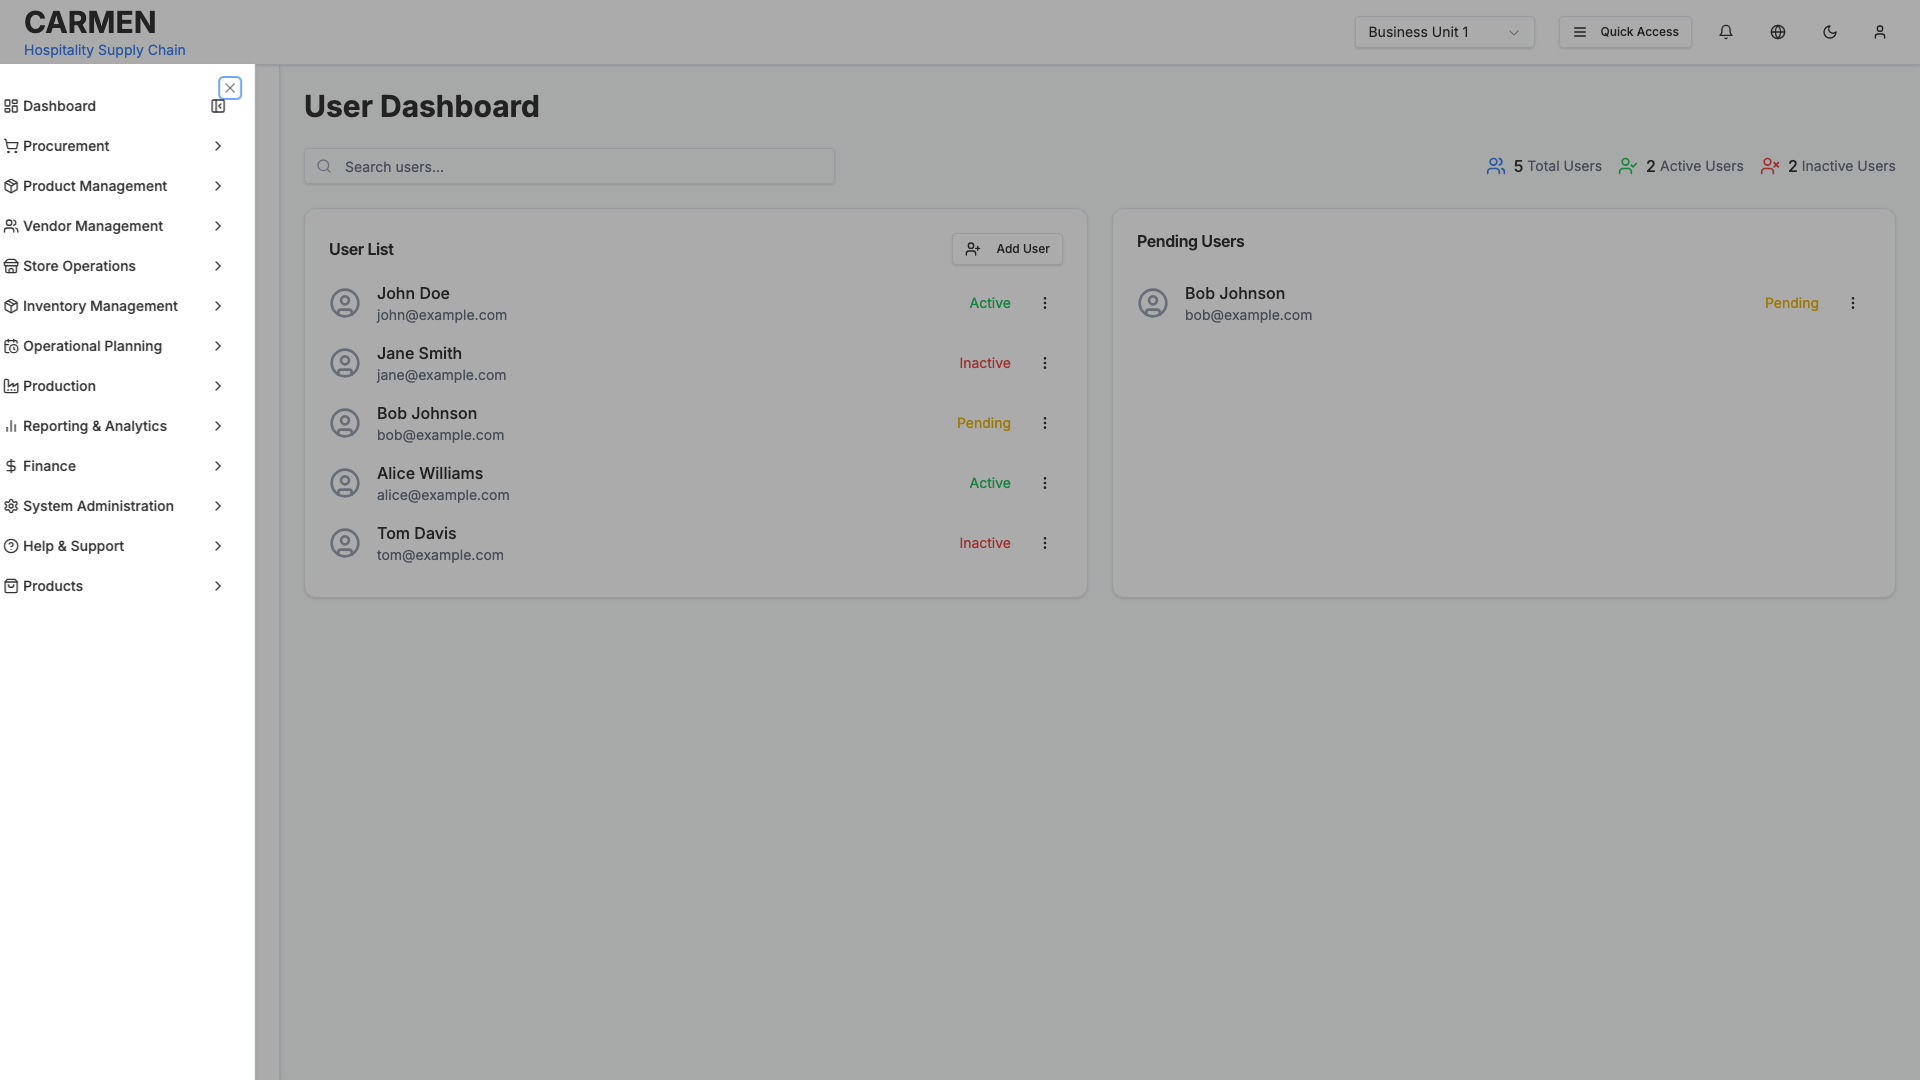 CARMEN
Hospitality Supply Chain
Business Unit 1
Quick Access
Dashboard
Procurement
Product Management
Vendor Management
Store Operations
Inventory Management
Operational Planning
Production
Reporting & Analytics
Finance
System Administration
Help & Support
Products
User Dashboard
Search users...
5 Total Users
2 Active Users
2 Inactive Users
User List
Add User
John Doe
john@example.com
Active
Jane Smith
jane@example.com
Inactive
Bob Johnson
bob@example.com
Pending
Alice Williams
alice@example.com
Active
Tom Davis
tom@example.com
Inactive
Pending Users
Bob Johnson
bob@example.com
Pending